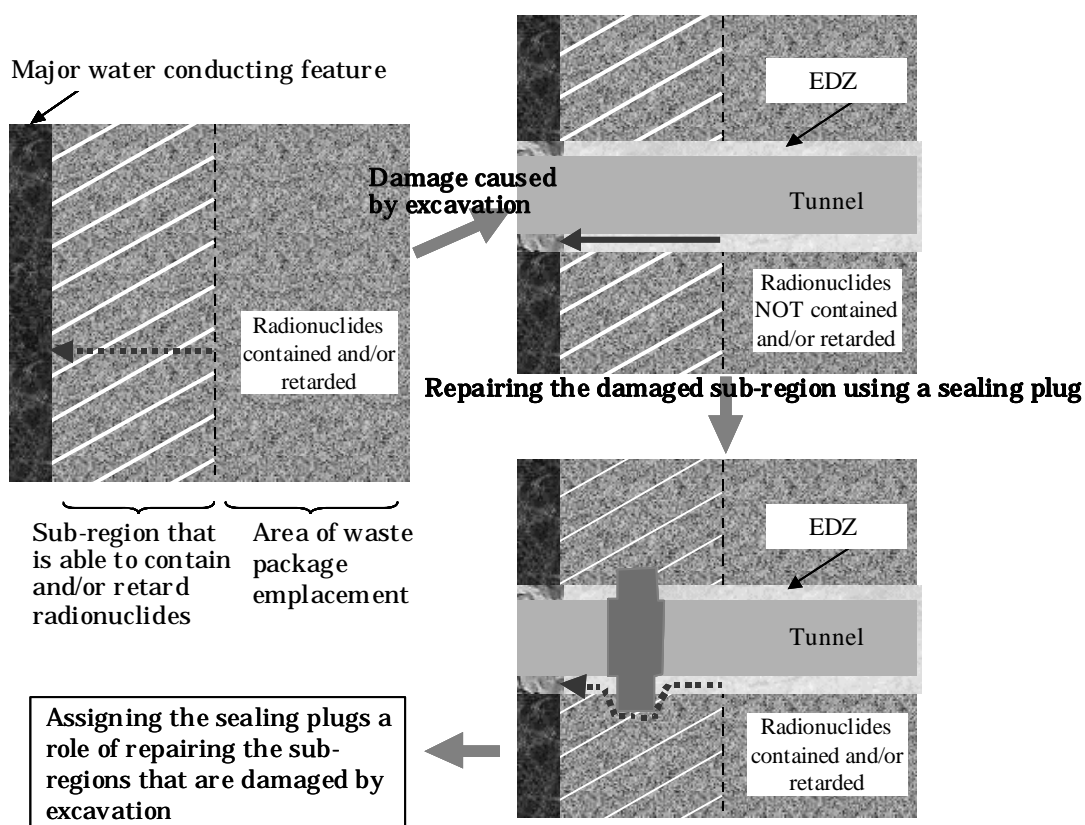 Major water conducting feature
Radionuclides
contained and/or
retarded
Sub-region that
is able to contain
and/or retard
radionuclides
Area of waste
package
emplacement
Damage caused
by excavation
EDZ
Tunnel
Radionuclides
NOT contained
and/or retarded
Repairing the damaged sub-region using a sealing plug
EDZ
Tunnel
Radionuclides
contained and/or
retarded
Assigning the sealing plugs a
role of repairing the sub-
regions that are damaged by
excavation